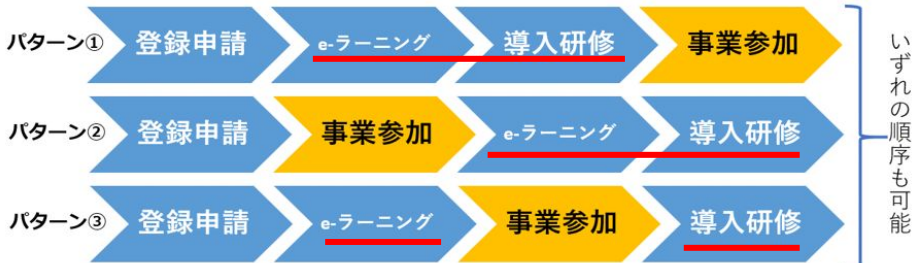 パターン① 登録申請 e-ラーニング 導入研修 事業参加
パターン② 登録申請 事業参加 e-ラーニング 導入研修
パターン③ 登録申請 e-ラーニング 事業参加 導入研修
いずれの順序も可能